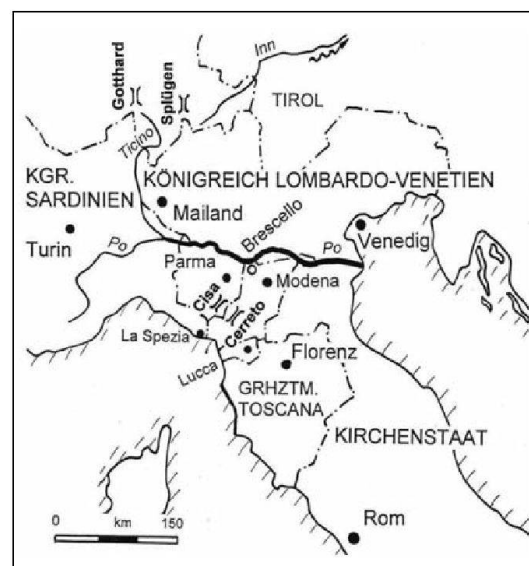 Gotthard
Splügen
Inn
TIROL
Ticino
KGR.
SARDINIEN
KÖNIGREICH LOMBARDO-VENETIEN
Mailand
Brescello
Turin
Po
Po
Venedig
Parma
Modena
Cisa
Cerreto
La Spezia
Lucca
Florenz
GRHZTM.
TOSCANA
KIRCHENSTAAT
Rom
0 km 150